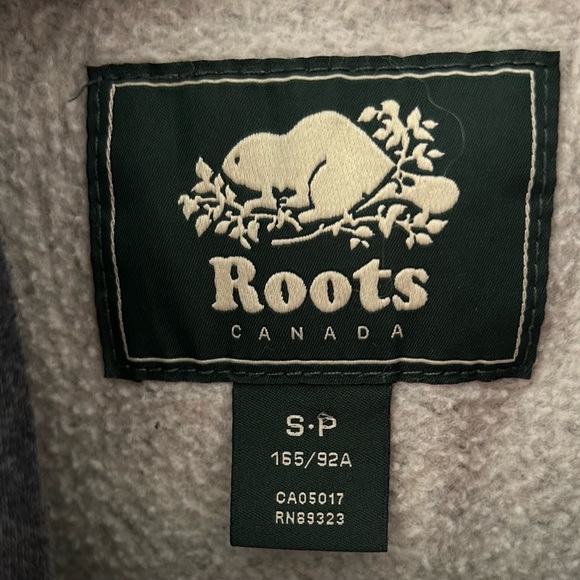 Roots
CANADA
S·P
165/92A
CA05017
RN89323